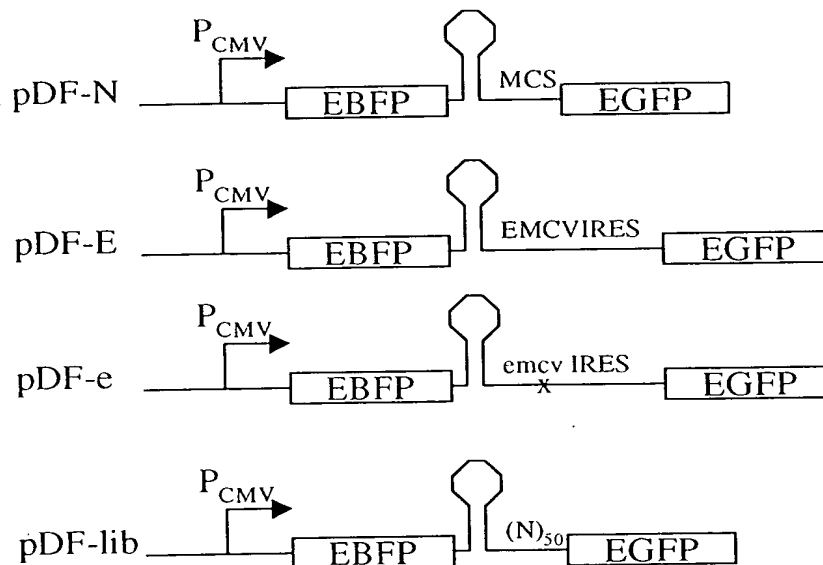 P_CMV
pDF-N EBFP MCS EGFP
P_CMV
pDF-E EBFP EMCVIRES EGFP
P_CMV
pDF-e EBFP emcv IRES x EGFP
P_CMV
pDF-lib EBFP (N)50 EGFP